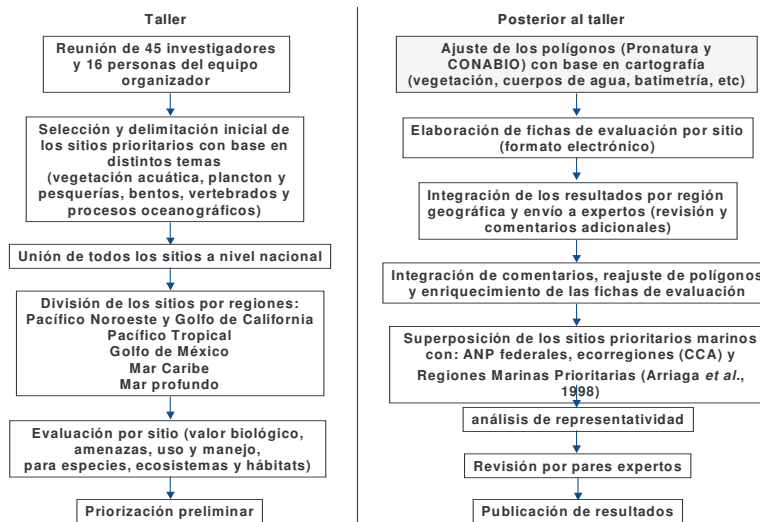 Taller
Reunión de 45 investigadores
y 16 personas del equipo
organizador
Selección y delimitación inicial de
los sitios prioritarios con base en
distintos temas
(vegetación acuática, plancton y
pesquerías, bentos, vertebrados y
procesos oceanográficos)
Unión de todos los sitios a nivel nacional
División de los sitios por regiones:
Pacífico Noroeste y Golfo de California
Pacífico Tropical
Golfo de México
Mar Caribe
Mar profundo
Evaluación por sitio (valor biológico,
amenazas, uso y manejo,
para especies, ecosistemas y hábitats)
Priorización preliminar
Posterior al taller
Ajuste de los polígonos (Pronatura y
CONABIO) con base en cartografía
(vegetación, cuerpos de agua, batimetría, etc)
Elaboración de fichas de evaluación por sitio
(formato electrónico)
Integración de los resultados por región
geográfica y envío a expertos (revisión y
comentarios adicionales)
Integración de comentarios, reajuste de polígonos
y enriquecimiento de las fichas de evaluación
Superposición de los sitios prioritarios marinos
con: ANP federales, ecorregiones (CCA) y
Regiones Marinas Prioritarias (Arriaga et al.,
1998)
análisis de representatividad
Revisión por pares expertos
Publicación de resultados